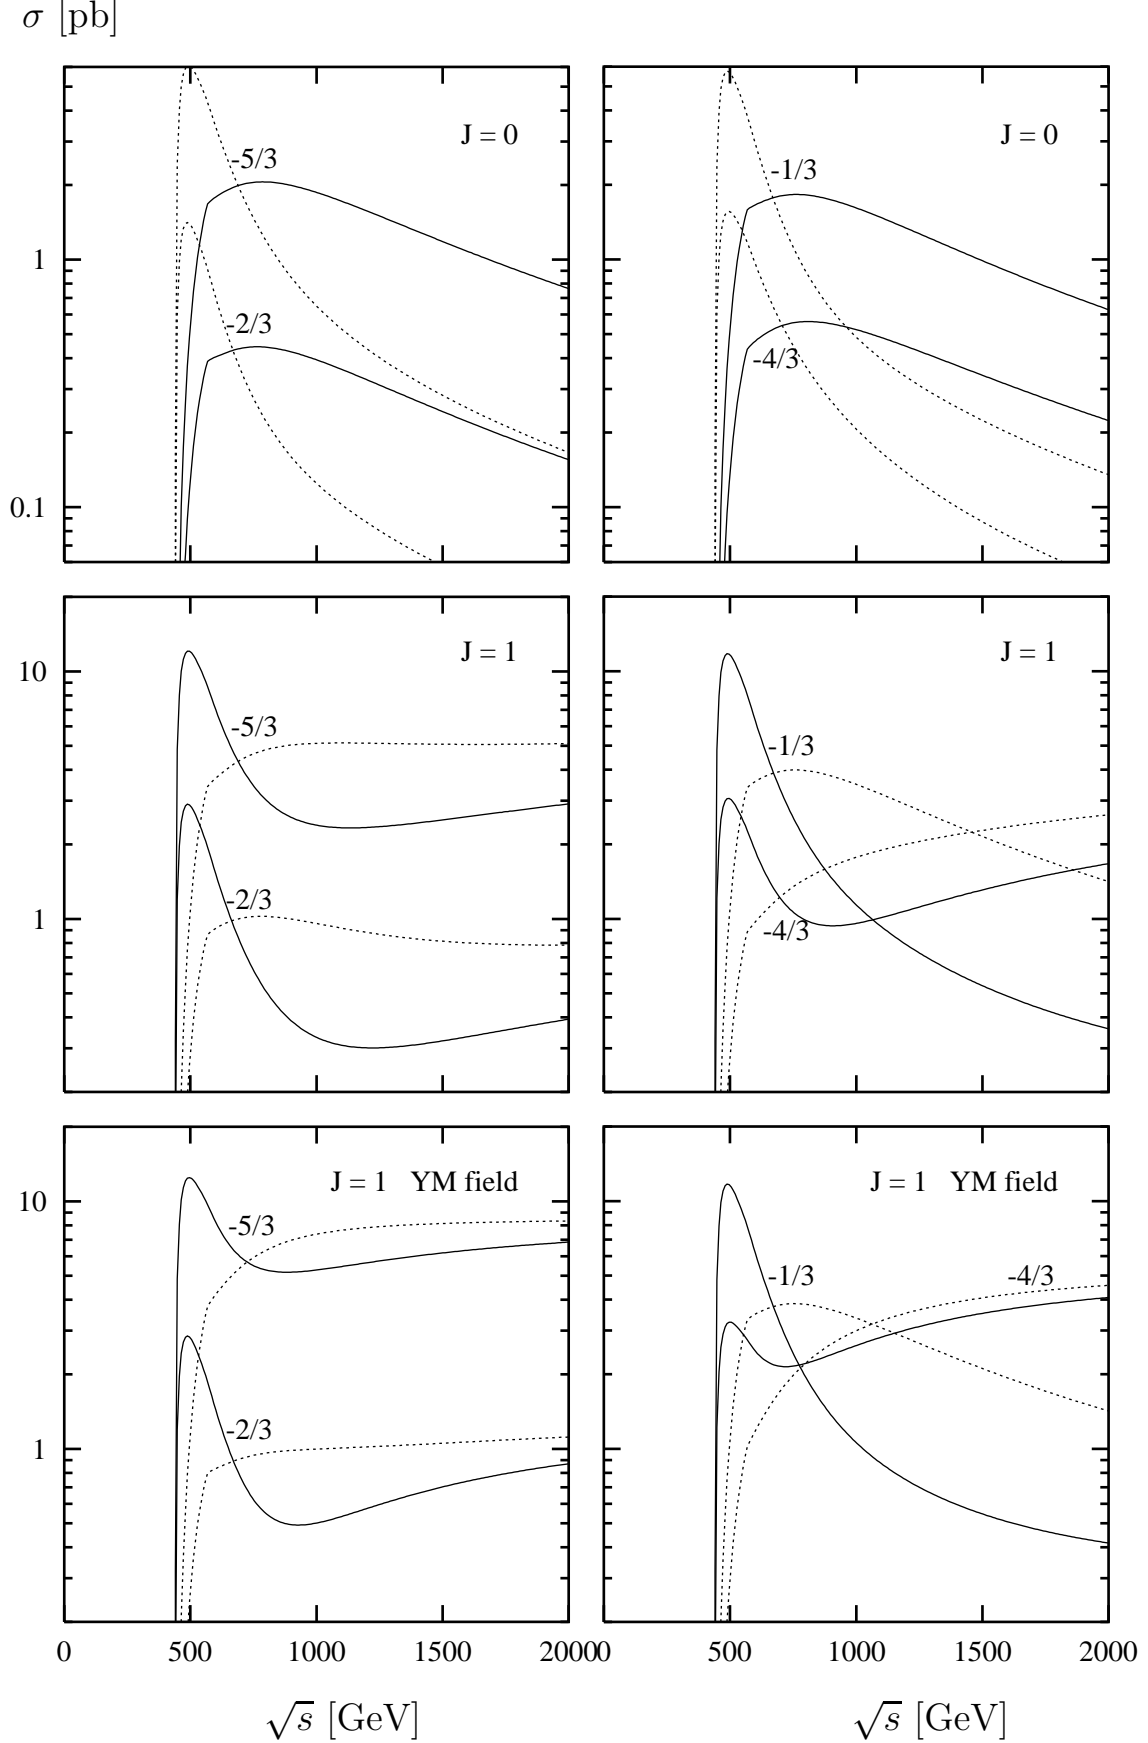 σ [pb]
J = 0
-5/3
-2/3
1
0.1
J = 0
-1/3
-4/3
J = 1
-5/3
-2/3
10
1
J = 1
-1/3
-4/3
J = 1 YM field
-5/3
-2/3
10
1
J = 1 YM field
-1/3
-4/3
0 500 1000 1500 2000
0 500 1000 1500 2000
√s [GeV]
√s [GeV]